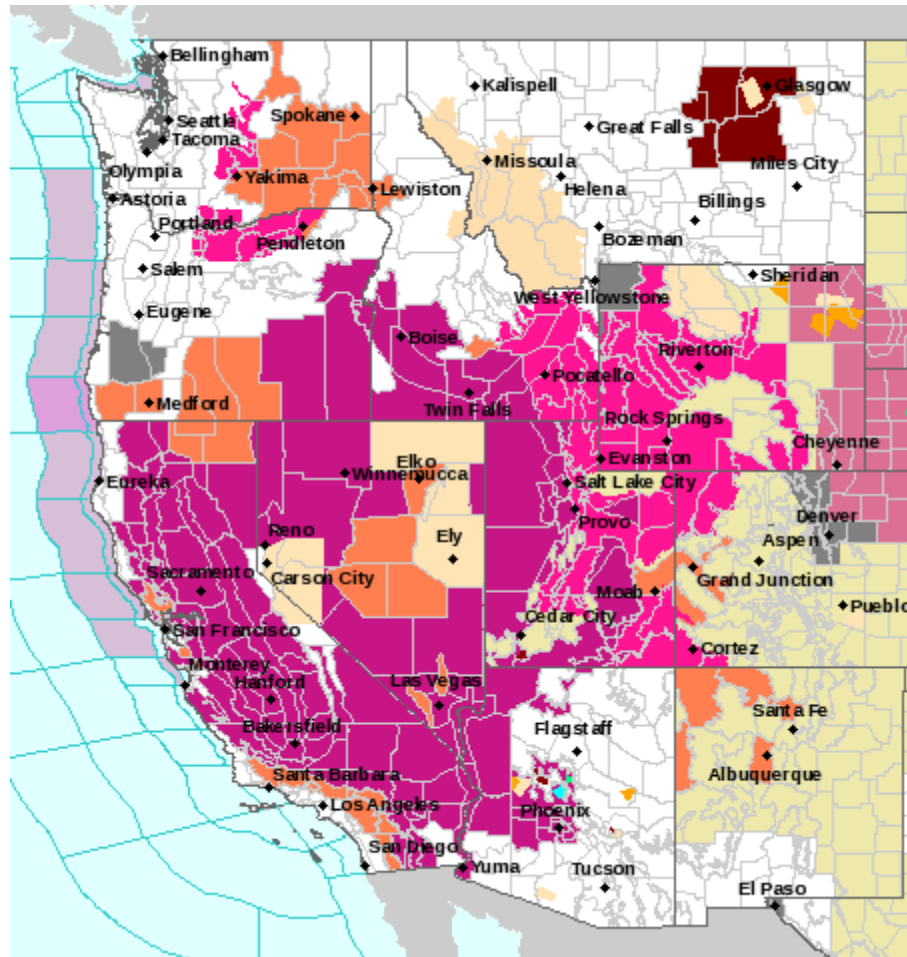 Bellingham
Kalispell
Glasgow
Spokane
Seattle
Great Falls
Tacoma
Missoula
Miles City
Olympia
Yakima
Lewiston
Helena
Astoria
Billings
Portland
Pendleton
Bozeman
Salem
Sheridan
West Yellowstone
Eugene
Boise
Riverton
Pocatello
Medford
Twin Falls
Rock Springs
Cheyenne
Elko
Evanston
Eureka
Winnemucca
Salt Lake City
Provo
Denver
Reno
Ely
Aspen
Sacramento
Carson City
Grand Junction
Moab
Pueblo
Cedar City
San Francisco
Cortez
Monterey
Hanford
Las Vegas
Santa Fe
Bakersfield
Flagstaff
Albuquerque
Santa Barbara
Los Angeles
Phoenix
San Diego
Yuma
Tucson
El Paso